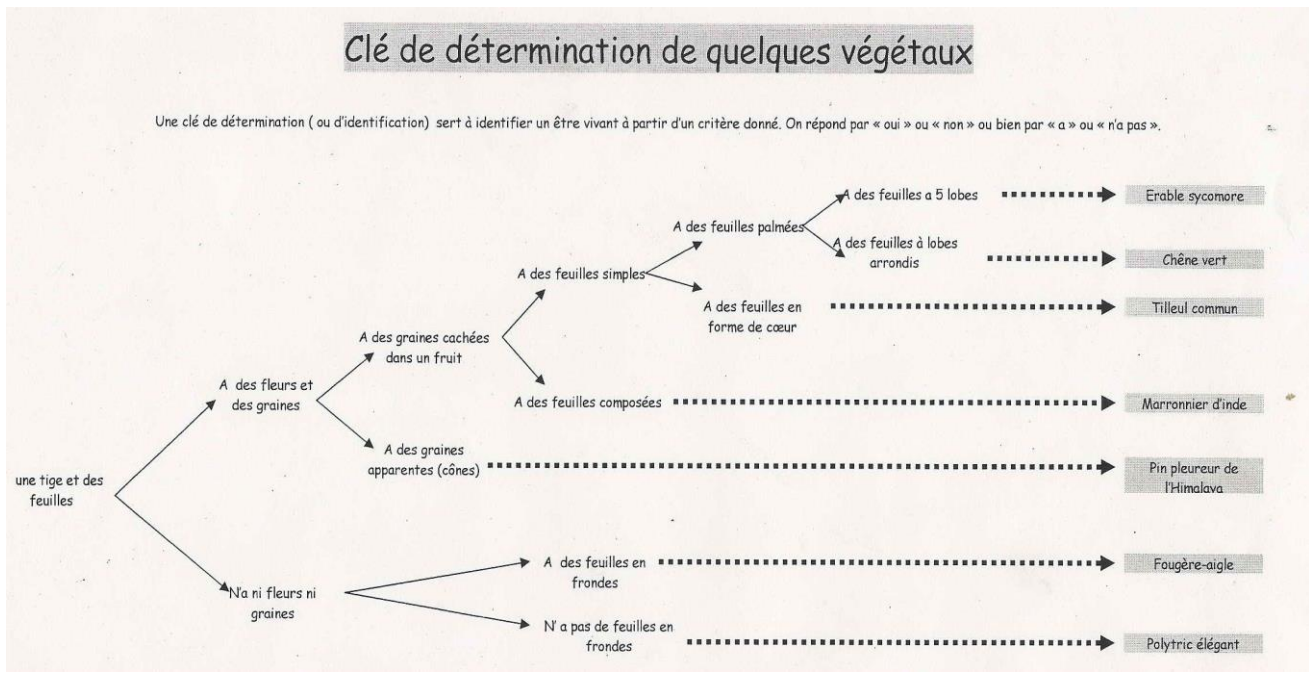 Clé de détermination de quelques végétaux
Une clé de détermination ( ou d'identification) sert à identifier un être vivant à partir d'un critère donné. On répond par « oui » ou « non » ou bien par « a » ou « n'a pas ».
A des feuilles a 5 lobes
Erable sycomore
A des feuilles palmées
A des feuilles à lobes
arrondis
Chêne vert
A des feuilles simples
A des feuilles en
forme de cœur
Tilleul commun
A des graines cachées
dans un fruit
A des fleurs et
des graines
A des feuilles composées
Marronnier d'inde
A des graines
apparentes (cônes)
Pin pleureur de
l'Himalaya
une tige et des
feuilles
A des feuilles en
frondes
Fougère-aigle
N'a ni fleurs ni
graines
N' a pas de feuilles en
frondes
Polytric élégant